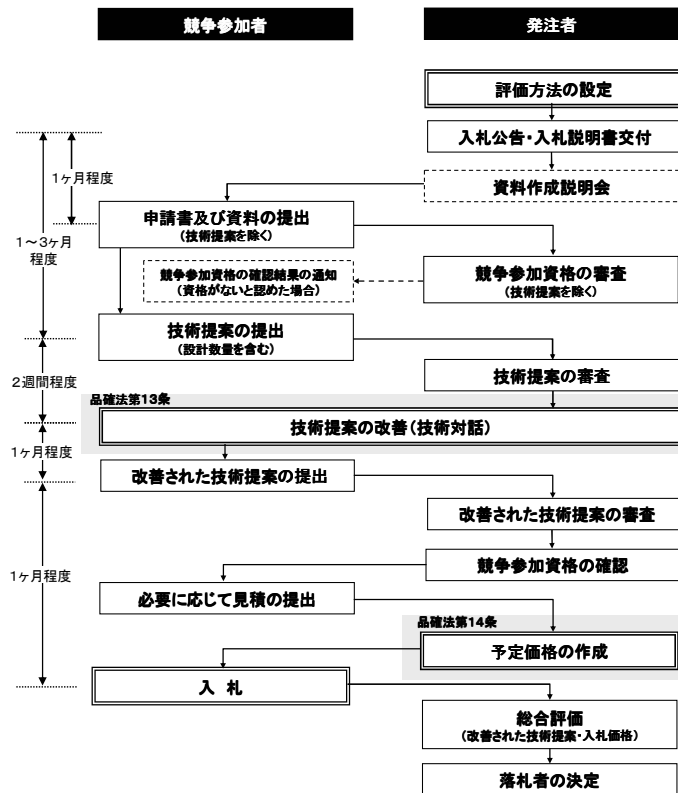 競争参加者
発注者
評価方法の設定
入札公告・入札説明書交付
1ヶ月程度
資料作成説明会
申請書及び資料の提出
(技術提案を除く)
1～3ヶ月
程度
競争参加資格の確認結果の通知
(資格がないと認めた場合)
競争参加資格の審査
(技術提案を除く)
技術提案の提出
(設計数量を含む)
2週間程度
技術提案の審査
品確法第13条
技術提案の改善(技術対話)
1ヶ月程度
改善された技術提案の提出
改善された技術提案の審査
競争参加資格の確認
1ヶ月程度
必要に応じて見積の提出
品確法第14条
予定価格の作成
入 札
総合評価
(改善された技術提案・入札価格)
落札者の決定